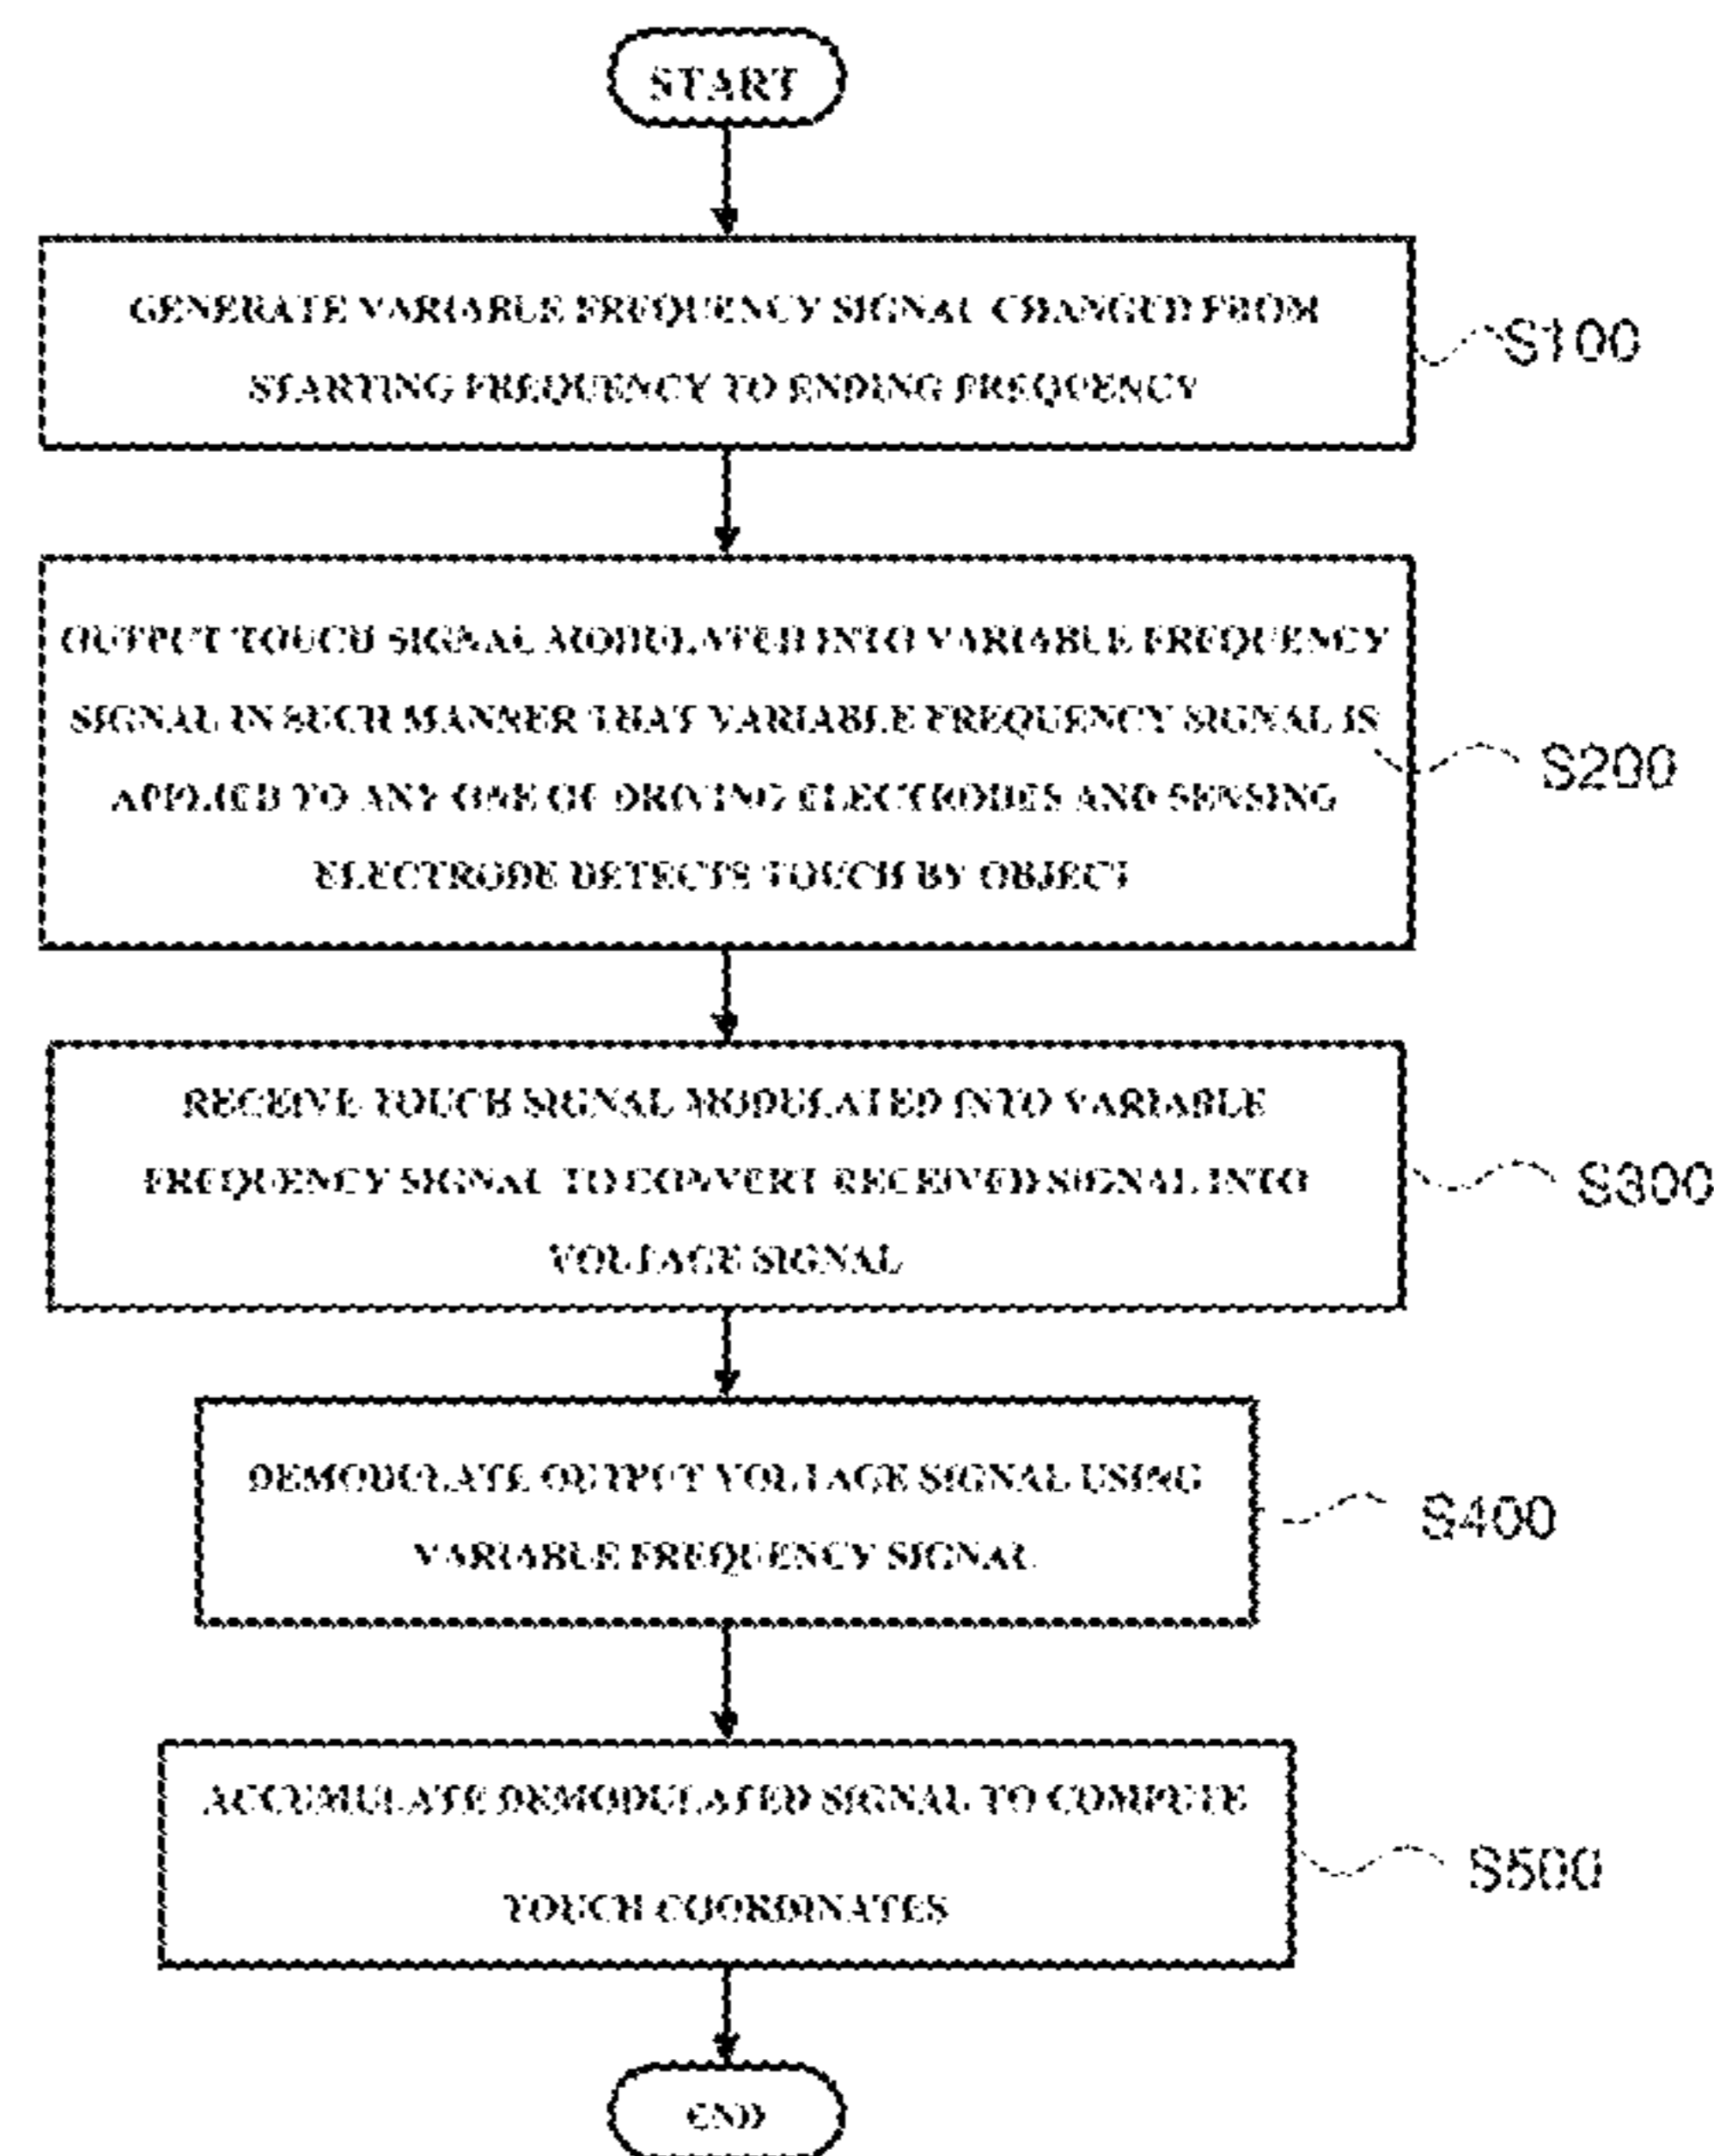 START
GENERATE VARIABLE FREQUENCY SIGNAL CHANGED FROM
STARTING FREQUENCY TO ENDING FREQUENCY
S100
OUTPUT TOUCH SIGNAL MODULATED INTO VARIABLE FREQUENCY
SIGNAL IN SUCH MANNER THAT VARIABLE FREQUENCY SIGNAL IS
APPLIED TO ANY ONE OF DRIVING ELECTRODES AND SENSING
ELECTRODE DETECTS TOUCH BY OBJECT
S200
RECEIVE TOUCH SIGNAL MODULATED INTO VARIABLE
FREQUENCY SIGNAL TO CONVERT RECEIVED SIGNAL INTO
VOLTAGE SIGNAL
S300
DEMODULATE OUTPUT VOLTAGE SIGNAL USING
VARIABLE FREQUENCY SIGNAL
S400
ACCUMULATE DEMODULATED SIGNAL TO COMPUTE
TOUCH COORDINATES
S500
END